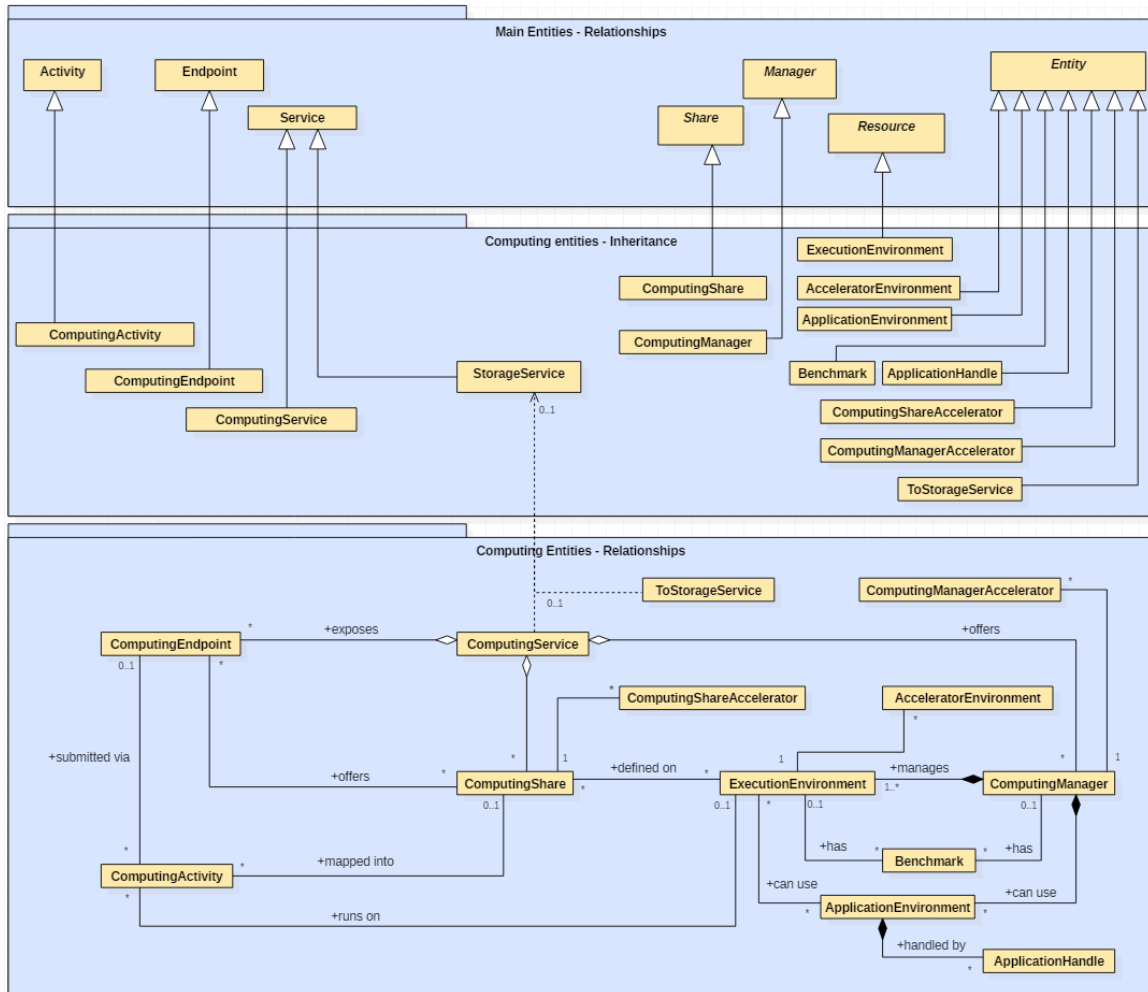 Main Entities - Relationships
Activity
Endpoint
Service
Share
Manager
Resource
Entity
Computing entities - Inheritance
ExecutionEnvironment
ComputingShare
AcceleratorEnvironment
ApplicationEnvironment
ComputingActivity
ComputingManager
StorageService
Benchmark
ApplicationHandle
ComputingEndpoint
ComputingService
0..1
ComputingShareAccelerator
ComputingManagerAccelerator
ToStorageService
Computing Entities - Relationships
ToStorageService
ComputingManagerAccelerator
*
0..1
*
+exposes
+offers
ComputingEndpoint
ComputingService
0..1
*
ComputingShareAccelerator
*
AcceleratorEnvironment
*
+submitted via
*
1
1
*
1
+offers
*
+defined on
*
+manages
ComputingShare
*
ExecutionEnvironment
1..*
ComputingManager
0..1
0..1
*
0..1
0..1
*
*
+mapped into
+has
*
Benchmark
*
+has
ComputingActivity
*
+can use
+can use
*
ApplicationEnvironment
*
+runs on
+handled by
*
ApplicationHandle